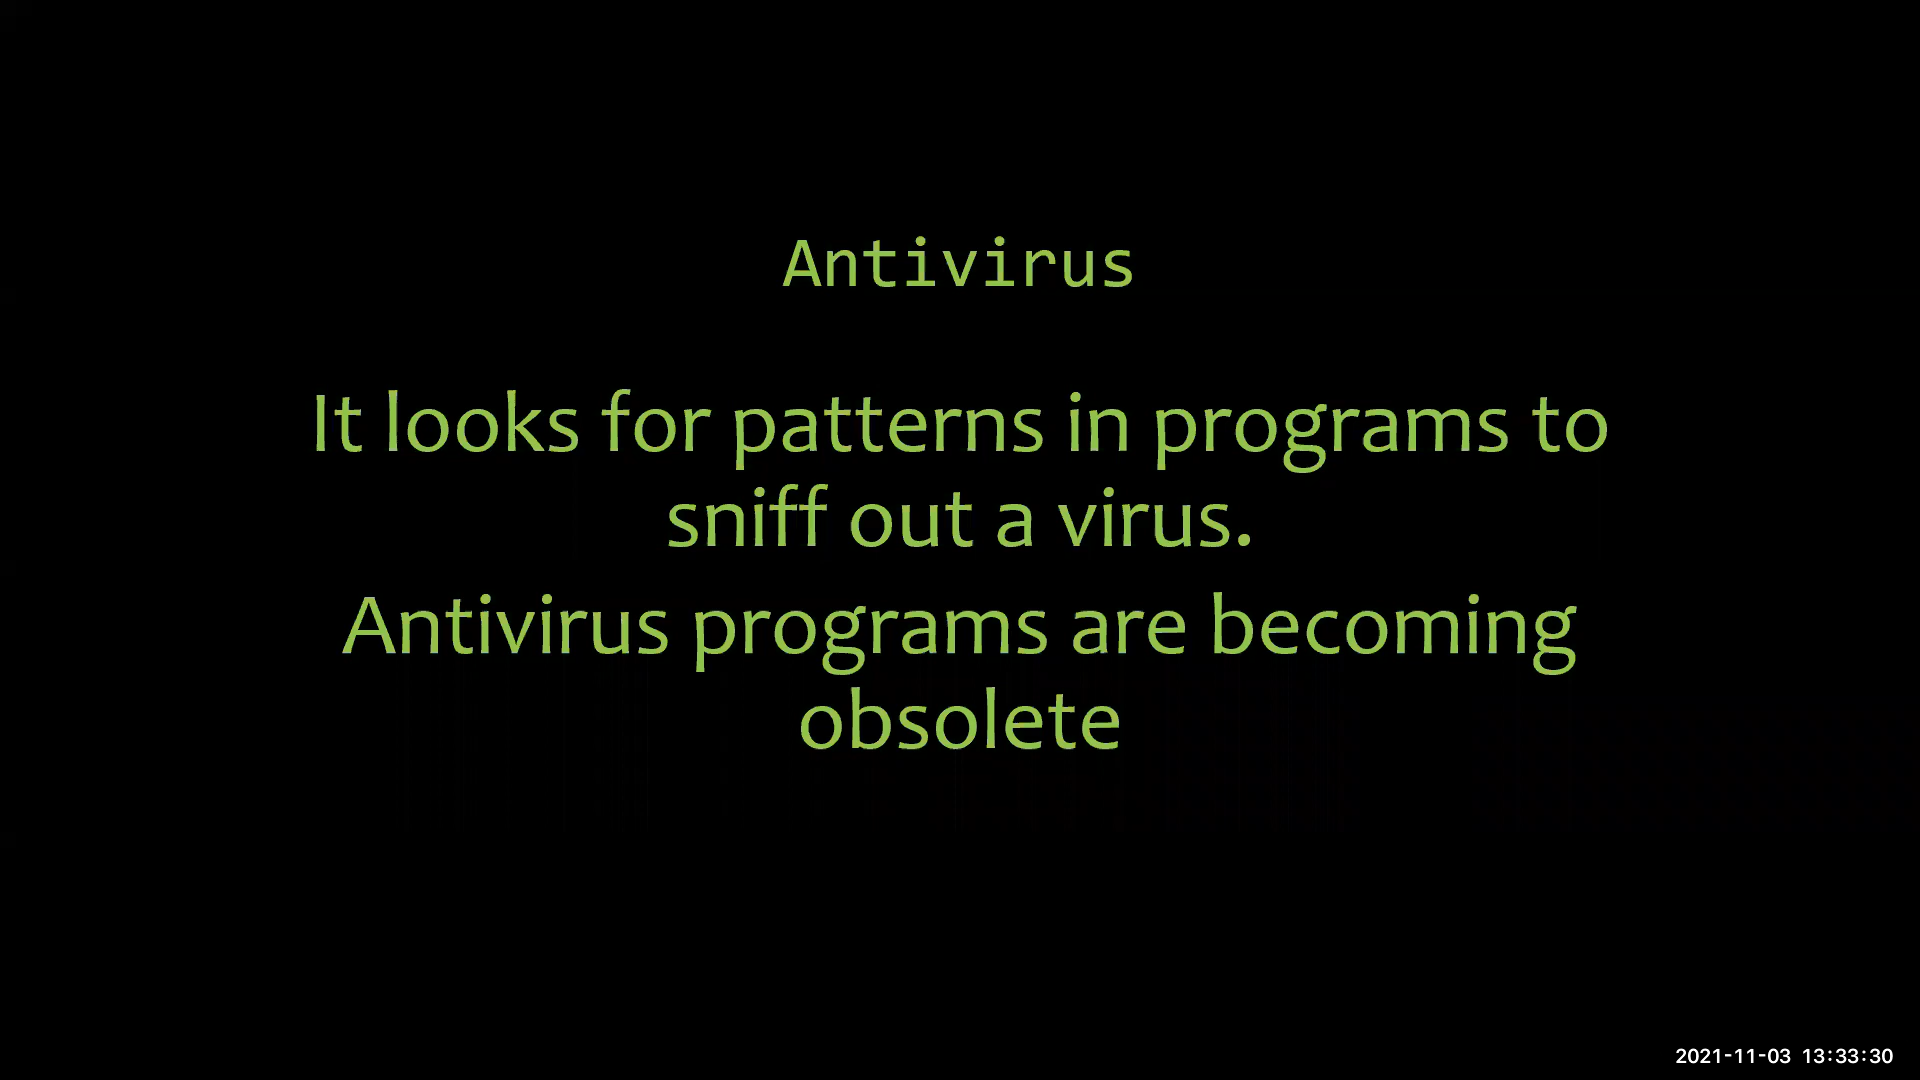 Antivirus
It looks for patterns in programs to
sniff out a virus.
Antivirus programs are becoming
obsolete
2021-11-03 13:33:30